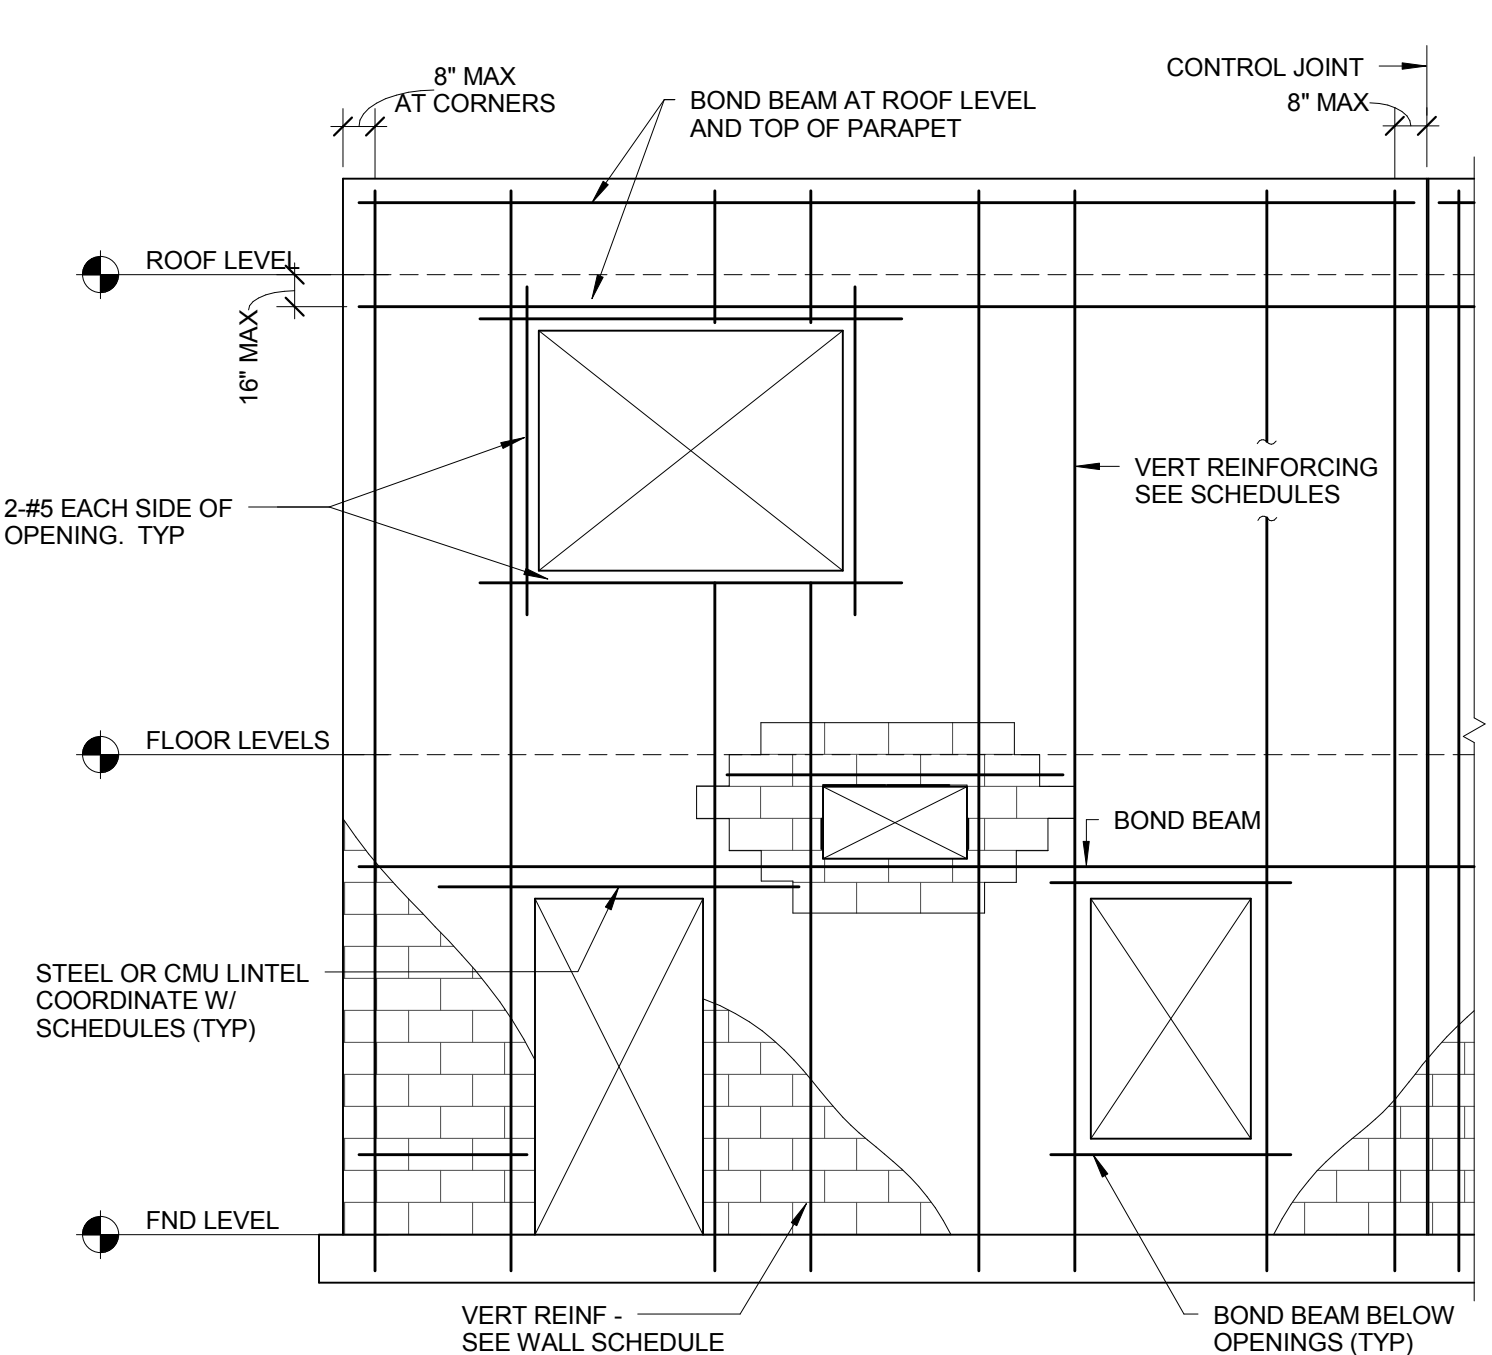 8" MAX
AT CORNERS
BOND BEAM AT ROOF LEVEL
AND TOP OF PARAPET
CONTROL JOINT
8" MAX
ROOF LEVEL
16" MAX
2-#5 EACH SIDE OF
OPENING. TYP
VERT REINFORCING
SEE SCHEDULES
FLOOR LEVELS
BOND BEAM
STEEL OR CMU LINTEL
COORDINATE W/
SCHEDULES (TYP)
FND LEVEL
VERT REINF -
SEE WALL SCHEDULE
BOND BEAM BELOW
OPENINGS (TYP)